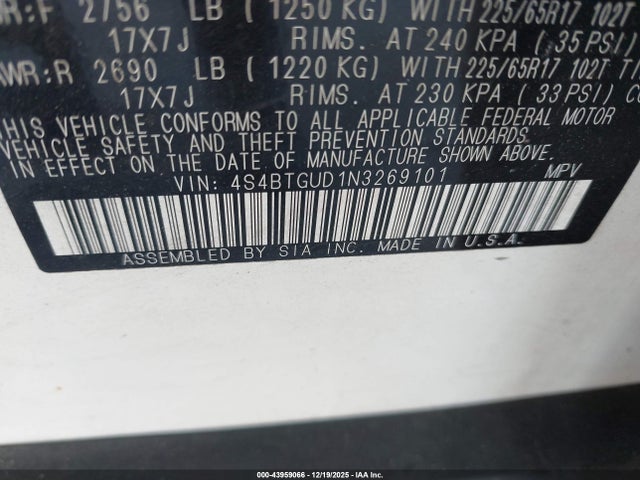 R:F 2756 LB ( 1250 KG) WITH 225/65R17 102T
17X7J RIMS. AT 240 KPA ( 35 PSI)
WR:R 2690 LB ( 1220 KG) WITH 225/65R17 102T TI
17X7J RIMS. AT 230 KPA ( 33 PSI) CO
THIS VEHICLE CONFORMS TO ALL APPLICABLE FEDERAL MOTOR
VEHICLE SAFETY AND THEFT PREVENTION STANDARDS
IN EFFECT ON THE DATE OF MANUFACTURE SHOWN ABOVE.
VIN: 4S4BTGUD1N3269101 MPV
ASSEMBLED BY SIA INC. MADE IN U.S.A.
000-43959066 - 12/19/2025 - IAA Inc.